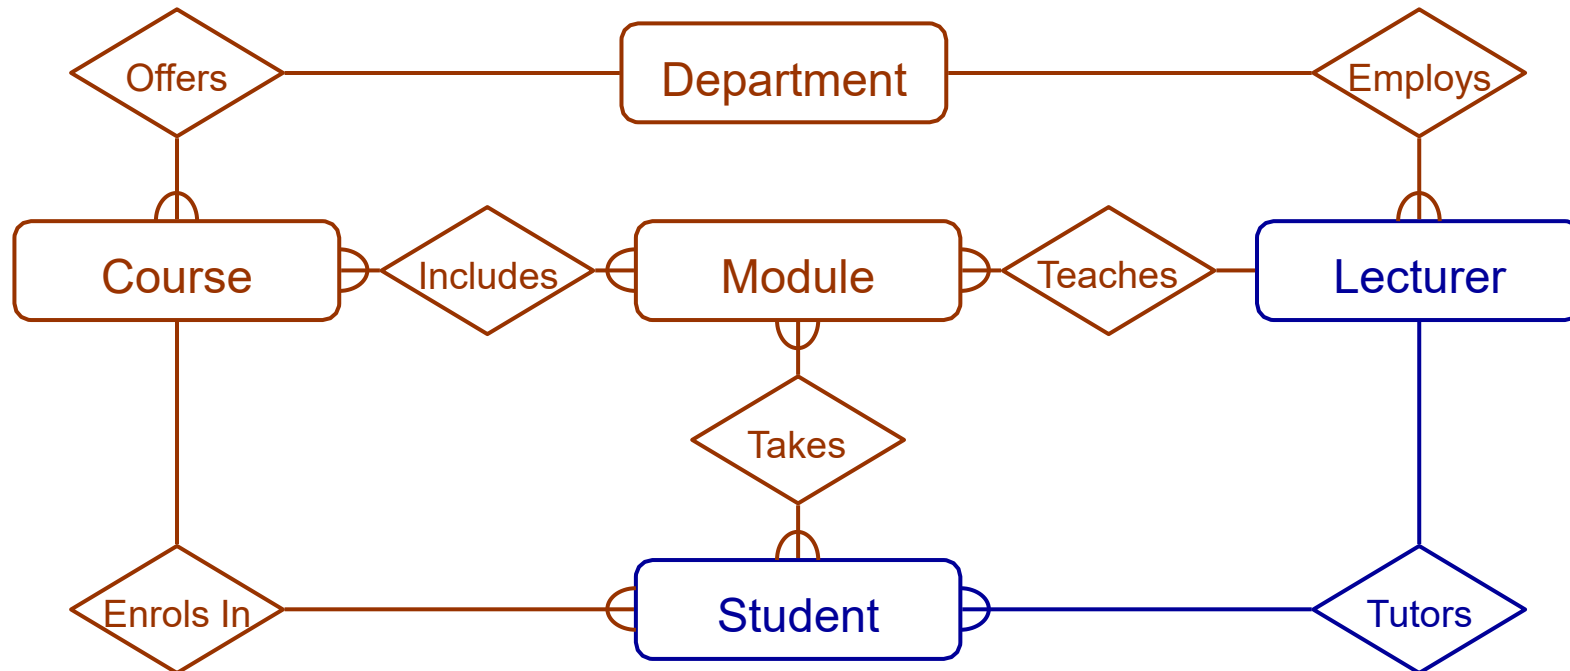 Offers
Department
Employs
Course
Includes
Module
Teaches
Lecturer
Takes
Enrols In
Student
Tutors